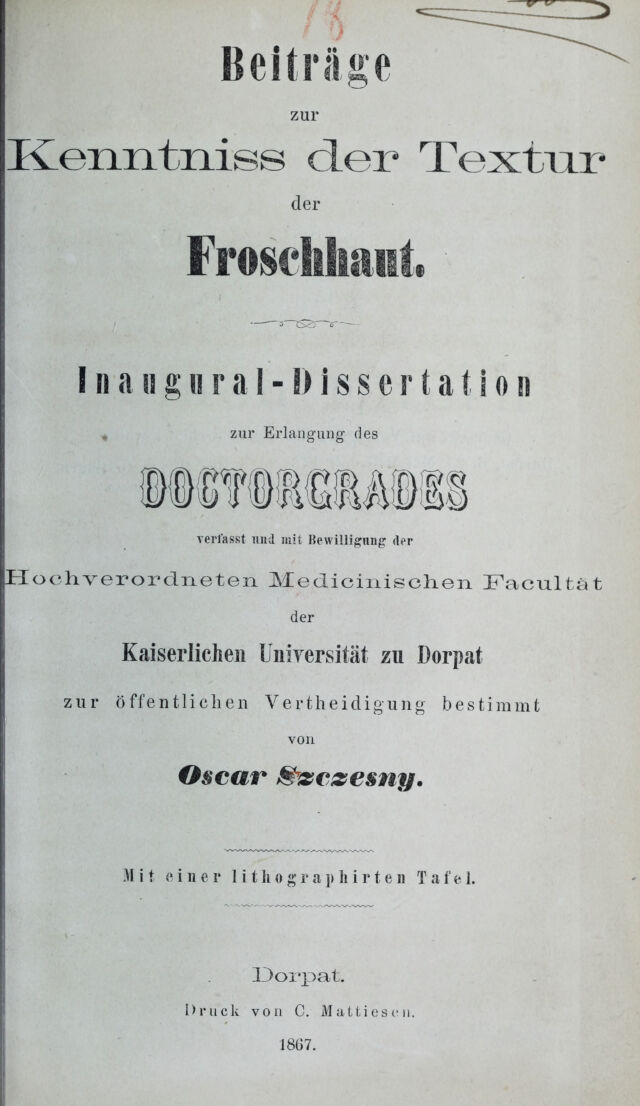 18
Beiträge
zur
Kenntniss der Textur
der
Froschhaut.
Inaugural-Dissertation
zur Erlangung des
DOCTORGRADES
verfasst und mit Bewilligung der
Hochverordneten Medicinischen Facultät
der
Kaiserlichen Universität zu Dorpat
zur öffentlichen Vertheidigung bestimmt
von
Oscar Szczesny.
Mit einer lithographirten Tafel.
Dorpat.
Druck von C. Mattiesen.
1867.